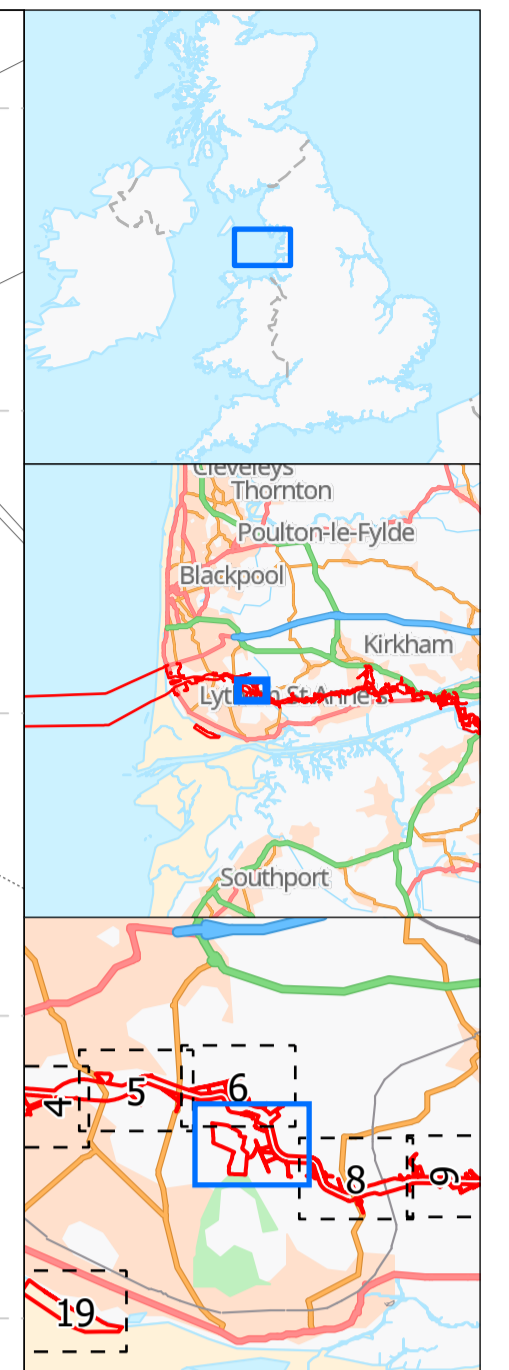 Cleveleys
Thornton
Poulton-le-Fylde
Blackpool
Kirkham
Lytham St Anne's
Southport
6
5
4
8
9
19